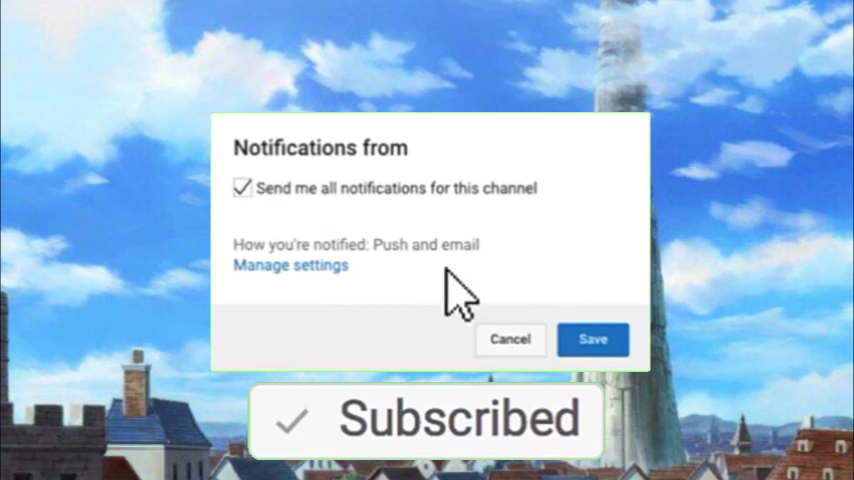 Notifications from
Send me all notifications for this channel
How you're notified: Push and email
Manage settings
Cancel Save
Subscribed